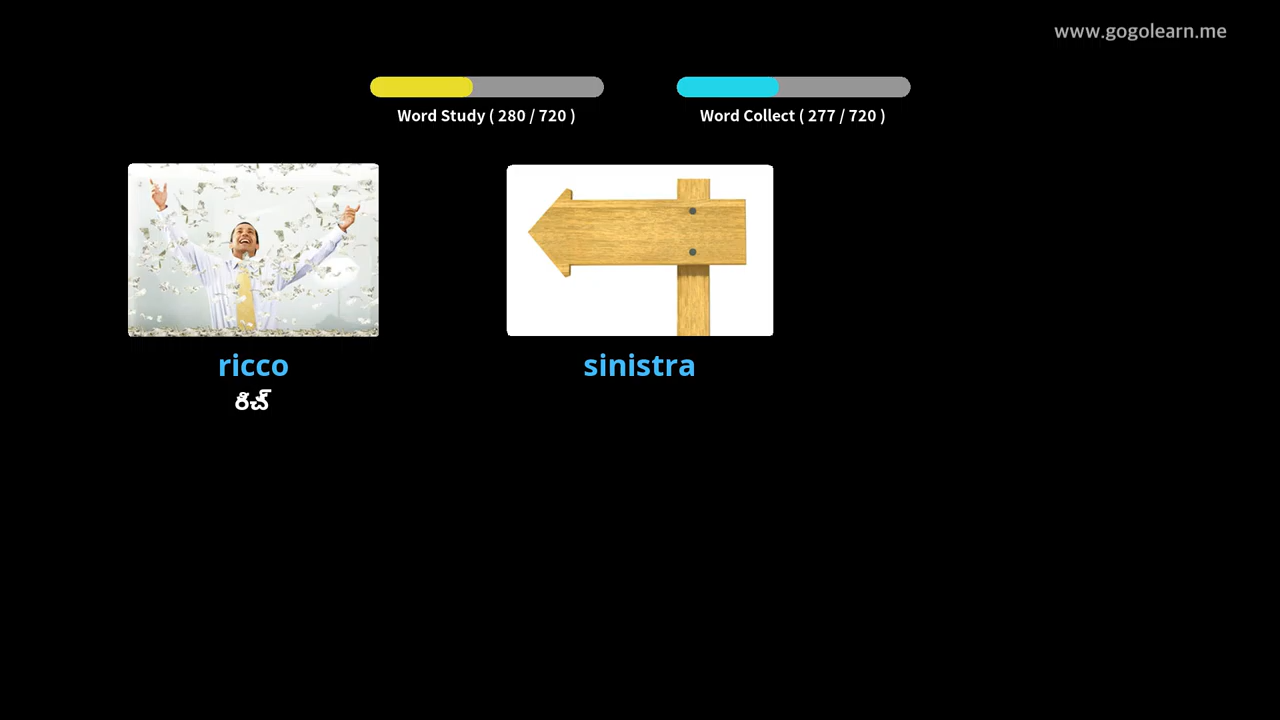 www.gogolearn.me
Word Study ( 280 / 720 )
Word Collect ( 277 / 720 )
ricco
sinistra
రిచ్